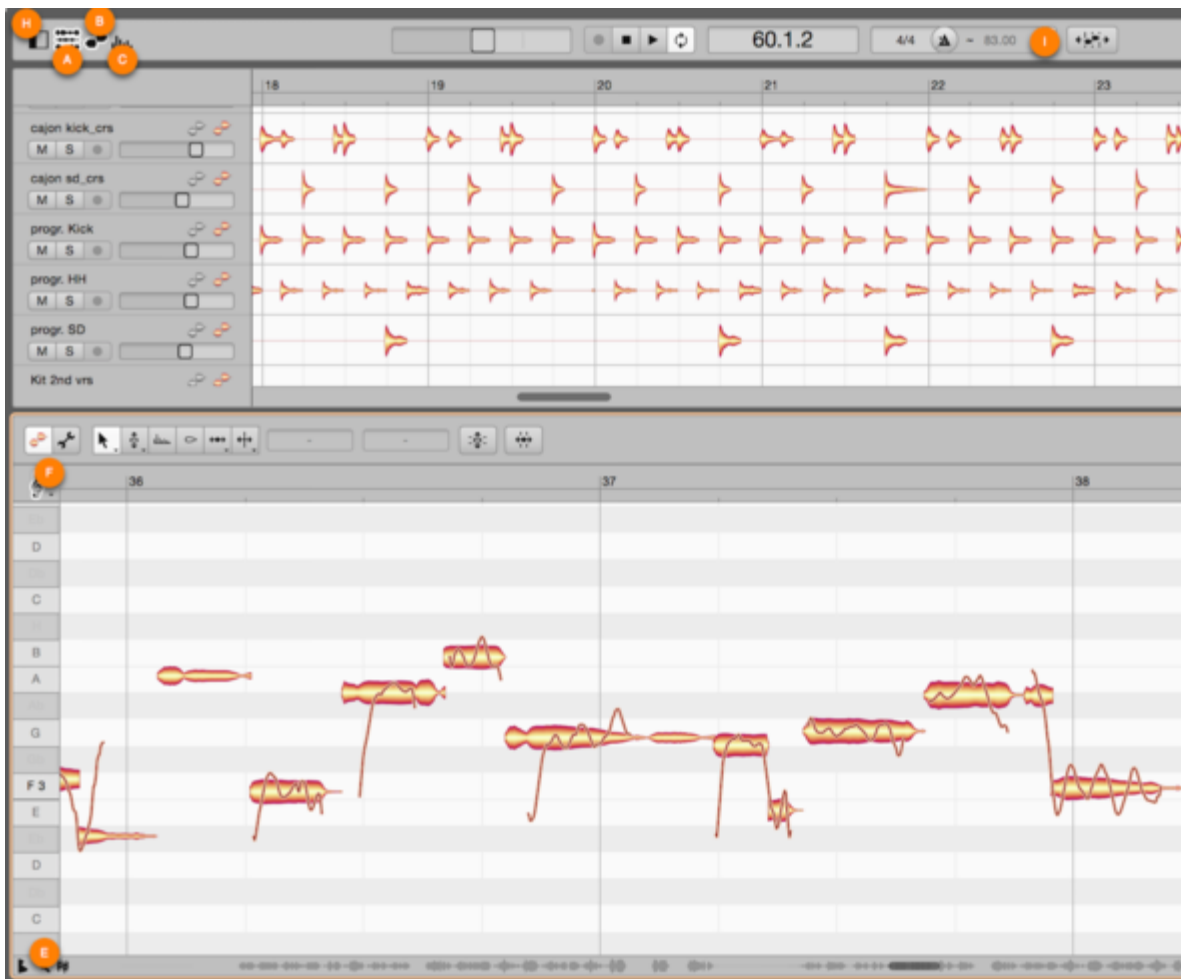 H B
A C I
60.1.2 4/4 ~ 83.00
18 19 20 21 22 23
cajon kick_crs
M S
cajon sd_crs
M S
progr. Kick
M S
progr. HH
M S
progr. SD
M S
Kit 2nd vrs
- -
F
36 37 38
D
C
B
A
G
F 3
E
D
C
E